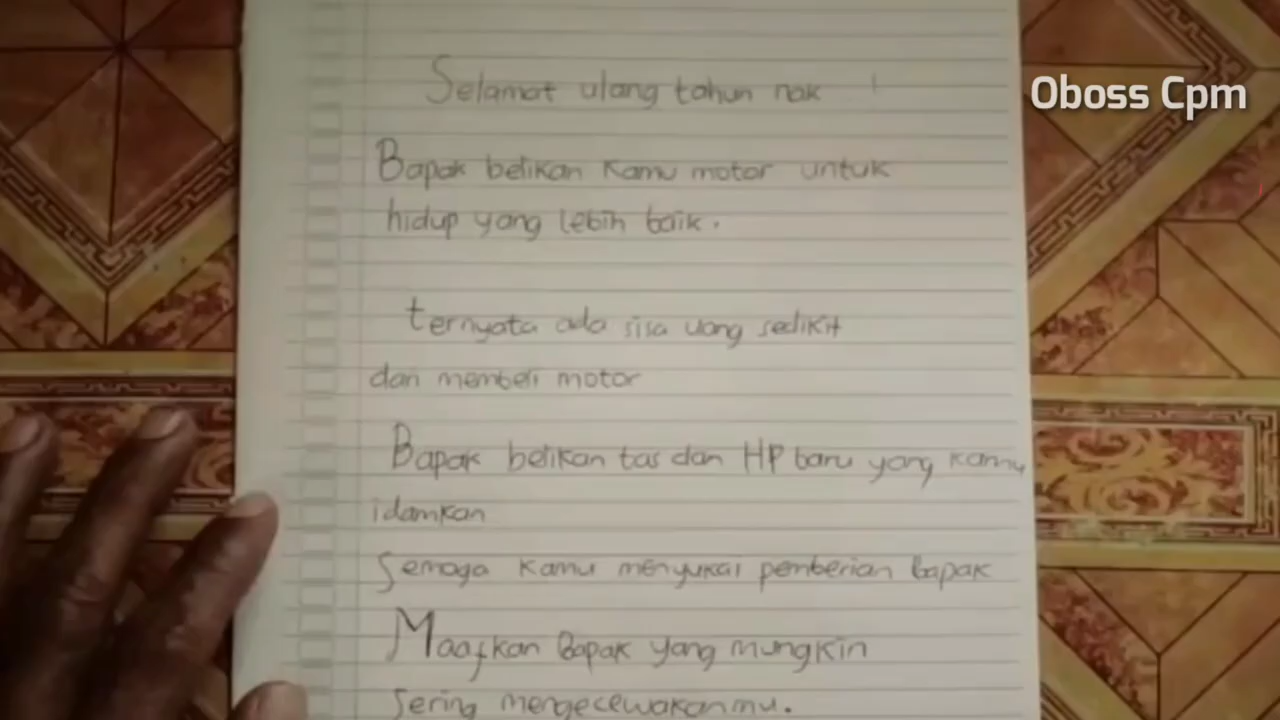 Selamat ulang tahun nak !
Oboss Cpm
Bapak belikan kamu motor untuk
hidup yang lebih baik.
ternyata ada sisa uang sedikit
dan membeli motor
Bapak belikan tas dan HP baru yang kamu
idamkan
Semoga kamu menyukai pemberian bapak
Maafkan Bapak yang mungkin
Sering mengecewakanmu.